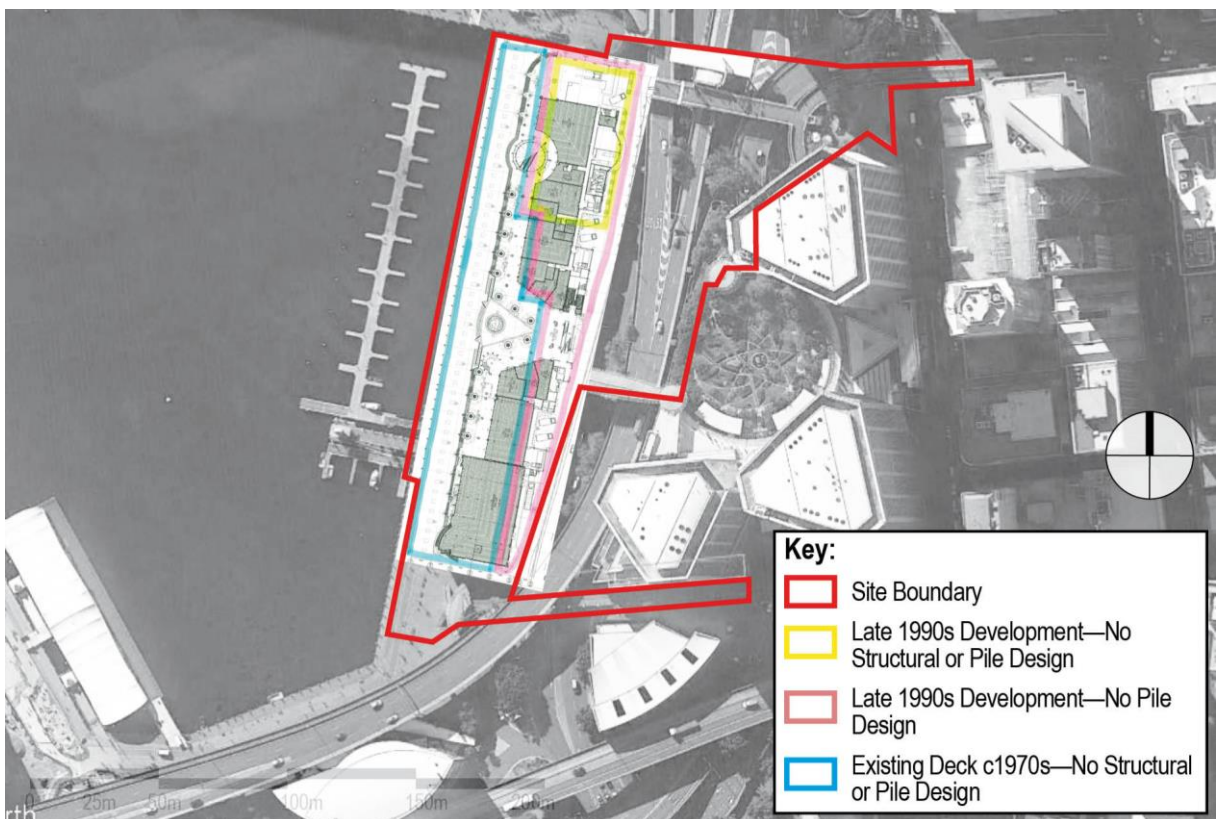 0 25m 50m 100m 150m 200m
rth
Key:
Site Boundary
Late 1990s Development—No
Structural or Pile Design
Late 1990s Development—No Pile
Design
Existing Deck c1970s—No Structural
or Pile Design